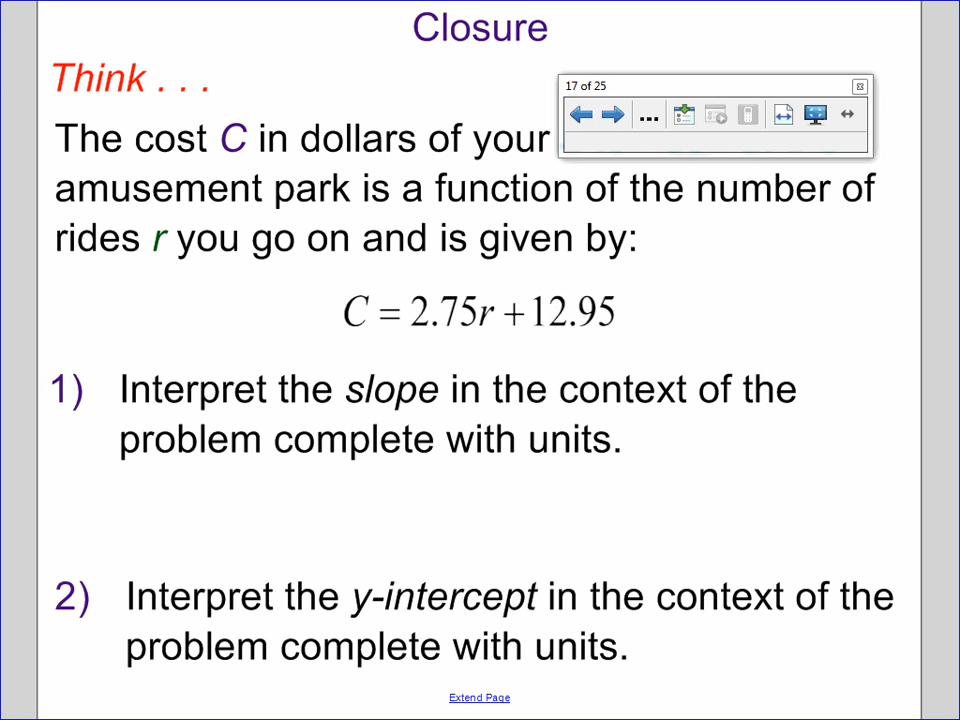 Closure
Think . . .
17 of 25
The cost C in dollars of your
amusement park is a function of the number of
rides r you go on and is given by:
C = 2.75r + 12.95
1) Interpret the slope in the context of the
problem complete with units.
2) Interpret the y-intercept in the context of the
problem complete with units.
Extend Page